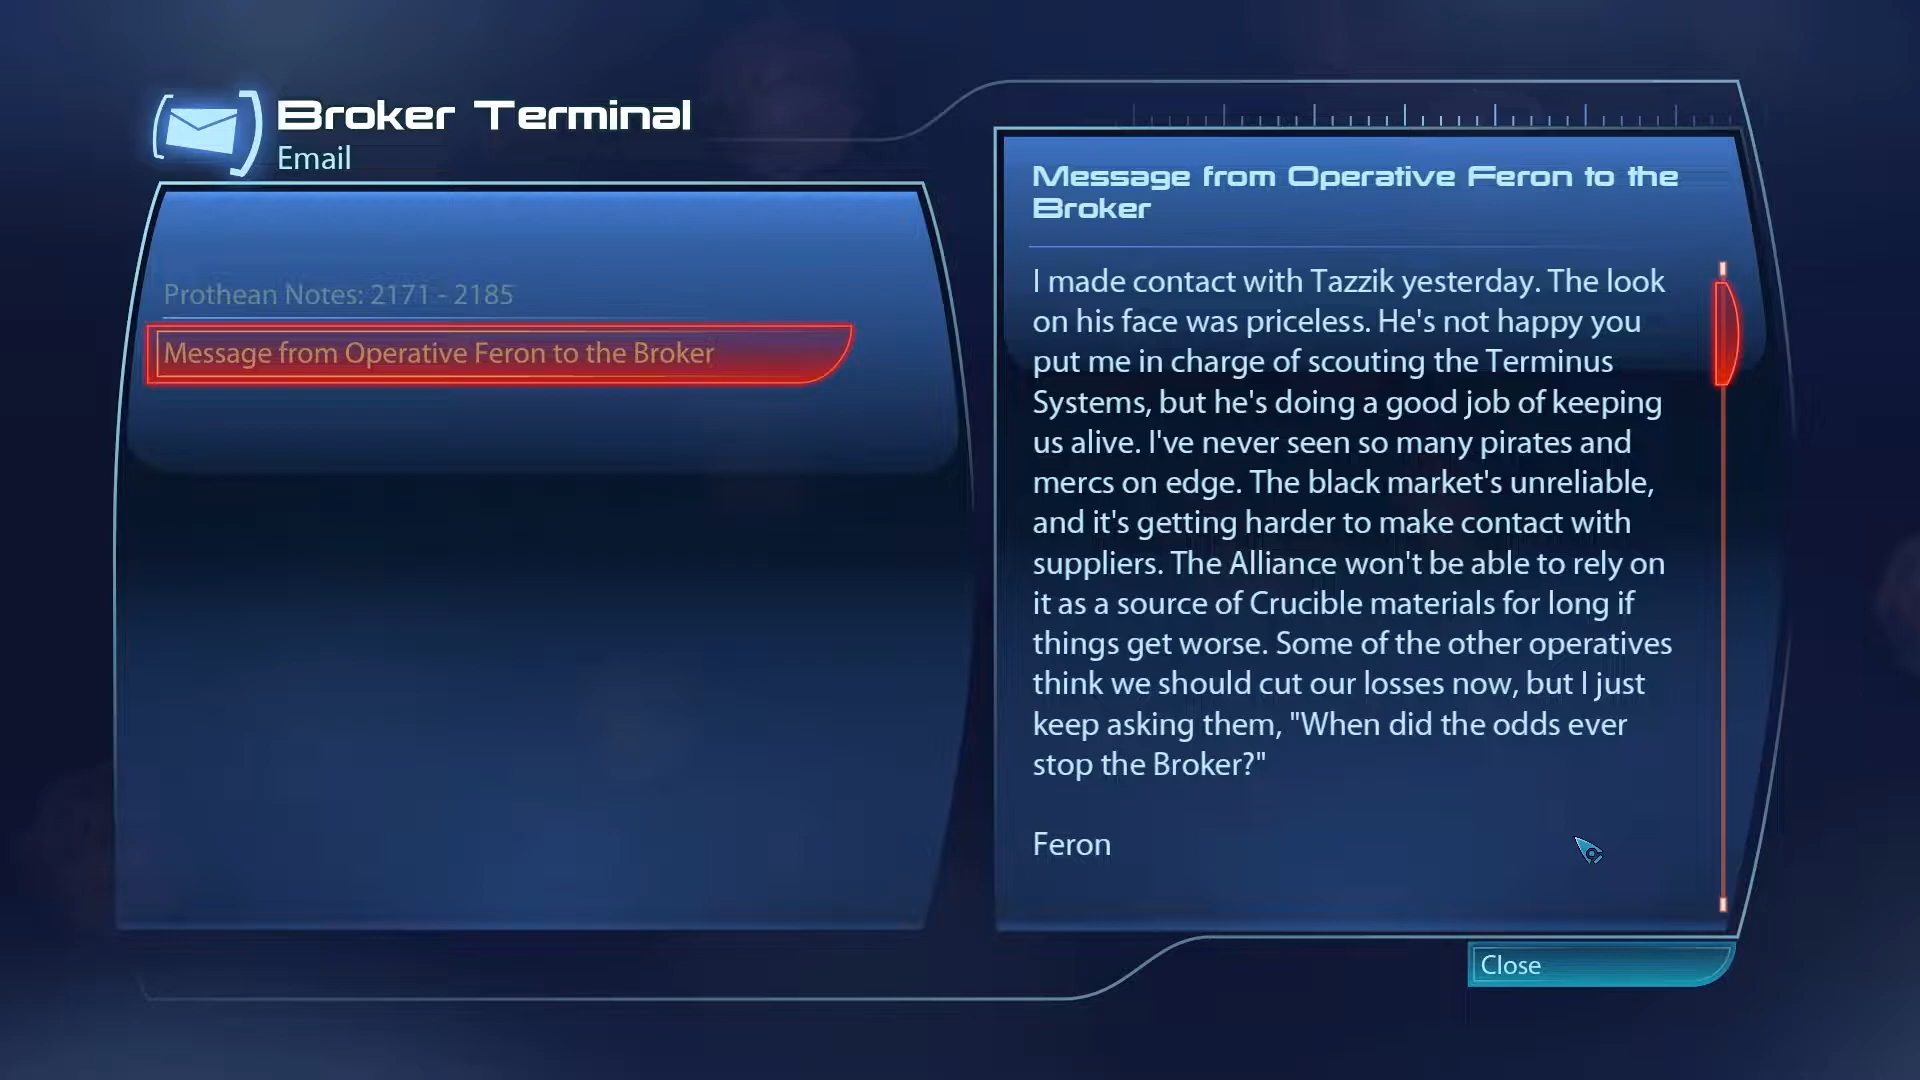 Broker Terminal
Email
Prothean Notes: 2171 - 2185
Message from Operative Feron to the Broker
Message from Operative Feron to the
Broker
I made contact with Tazzik yesterday. The look
on his face was priceless. He's not happy you
put me in charge of scouting the Terminus
Systems, but he's doing a good job of keeping
us alive. I've never seen so many pirates and
mercs on edge. The black market's unreliable,
and it's getting harder to make contact with
suppliers. The Alliance won't be able to rely on
it as a source of Crucible materials for long if
things get worse. Some of the other operatives
think we should cut our losses now, but I just
keep asking them, "When did the odds ever
stop the Broker?"
Feron
Close